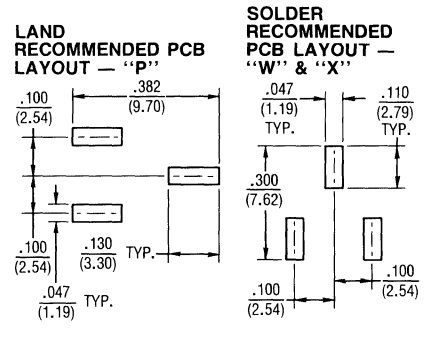 LAND
RECOMMENDED PCB
LAYOUT — “P”
.382
(9.70)
.100
(2.54)
.100
(2.54)
.130
(3.30)
TYP.
.047
(1.19)
TYP.
SOLDER
RECOMMENDED
PCB LAYOUT —
“W” & “X”
.047
(1.19)
TYP.
.110
(2.79)
TYP.
.300
(7.62)
.100
(2.54)
.100
(2.54)